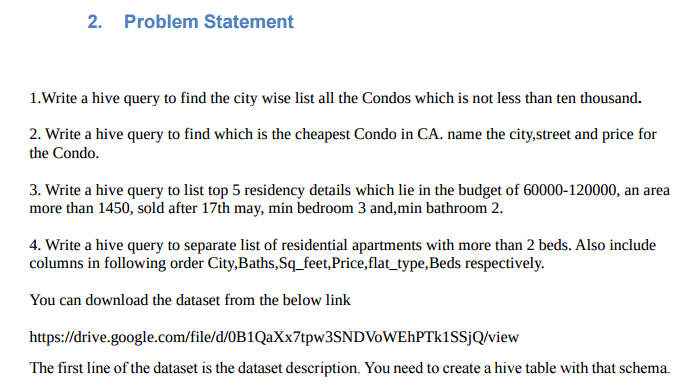 2. Problem Statement
1.Write a hive query to find the city wise list all the Condos which is not less than ten thousand.
2. Write a hive query to find which is the cheapest Condo in CA. name the city,street and price for
the Condo.
3. Write a hive query to list top 5 residency details which lie in the budget of 60000-120000, an area
more than 1450, sold after 17th may, min bedroom 3 and,min bathroom 2.
4. Write a hive query to separate list of residential apartments with more than 2 beds. Also include
columns in following order City,Baths,Sq_feet,Price,flat_type,Beds respectively.
You can download the dataset from the below link
https://drive.google.com/file/d/0B1QaXx7tpw3SNDVoWEhPTk1SSjQ/view
The first line of the dataset is the dataset description. You need to create a hive table with that schema.